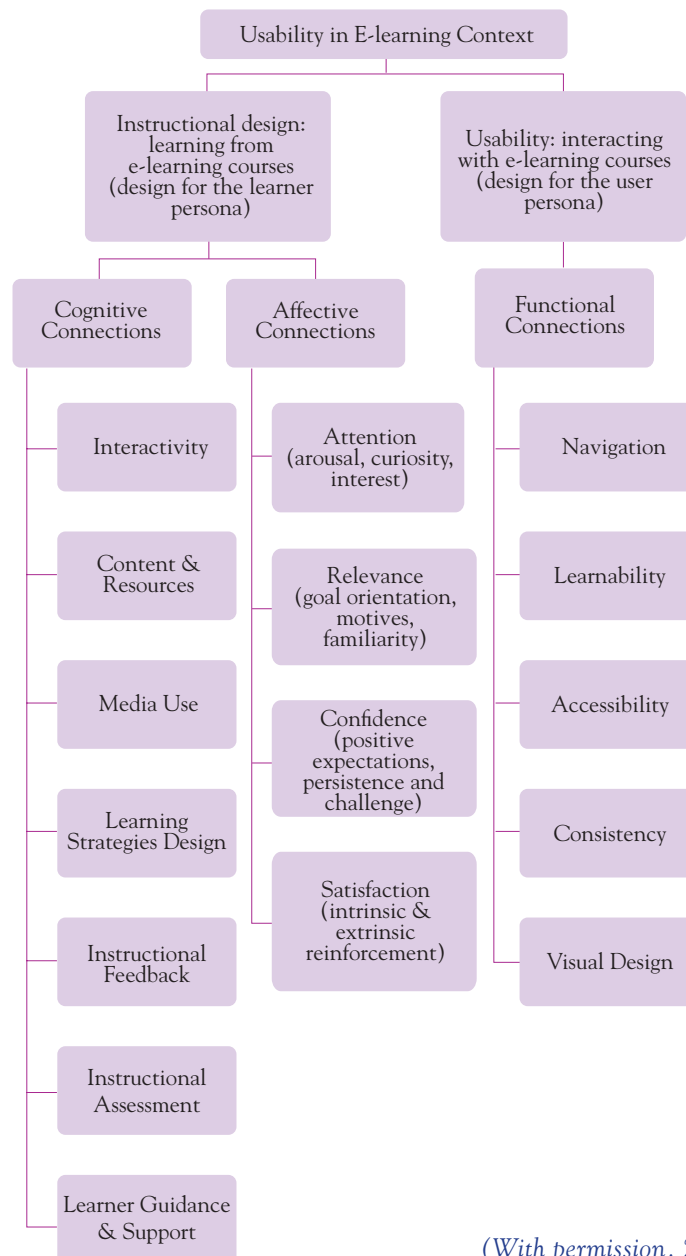 Usability in E-learning Context
Instructional design:
learning from
e-learning courses
(design for the learner
persona)
Usability: interacting
with e-learning courses
(design for the user
persona)
Cognitive
Connections
Affective
Connections
Functional
Connections
Interactivity
Content &
Resources
Media Use
Learning
Strategies Design
Instructional
Feedback
Instructional
Assessment
Learner Guidance
& Support
Attention
(arousal, curiosity,
interest)
Relevance
(goal orientation,
motives,
familiarity)
Confidence
(positive
expectations,
persistence and
challenge)
Satisfaction
(intrinsic &
extrinsic
reinforcement)
Navigation
Learnability
Accessibility
Consistency
Visual Design
(With permission,